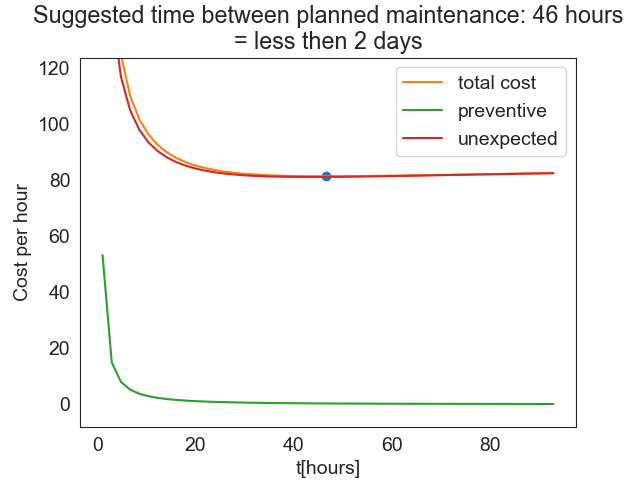 Suggested time between planned maintenance: 46 hours
= less then 2 days
120
100
80
60
40
20
0
Cost per hour
total cost
preventive
unexpected
0 20 40 60 80
t[hours]